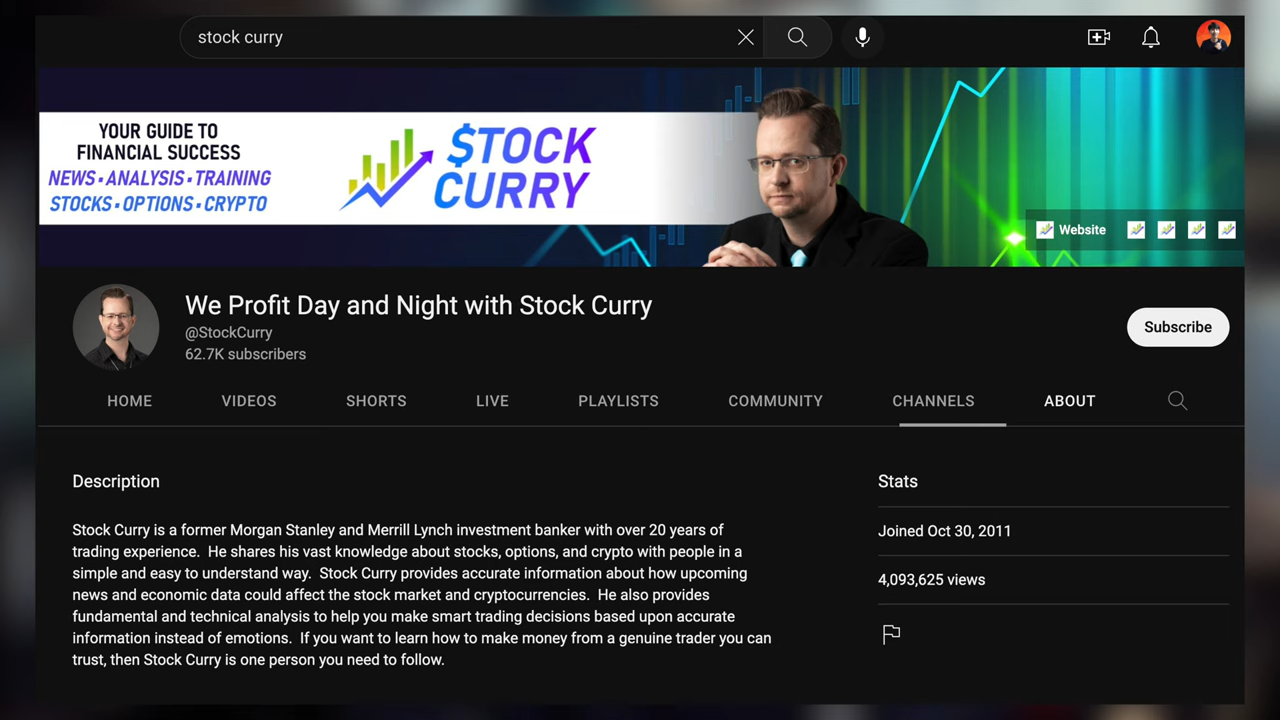 stock curry
YOUR GUIDE TO
FINANCIAL SUCCESS
NEWS · ANALYSIS · TRAINING
STOCKS · OPTIONS · CRYPTO
$TOCK
CURRY
Website
We Profit Day and Night with Stock Curry
@StockCurry
62.7K subscribers
Subscribe
HOME VIDEOS SHORTS LIVE PLAYLISTS COMMUNITY CHANNELS ABOUT
Description
Stock Curry is a former Morgan Stanley and Merrill Lynch investment banker with over 20 years of
trading experience.  He shares his vast knowledge about stocks, options, and crypto with people in a
simple and easy to understand way.  Stock Curry provides accurate information about how upcoming
news and economic data could affect the stock market and cryptocurrencies.  He also provides
fundamental and technical analysis to help you make smart trading decisions based upon accurate
information instead of emotions.  If you want to learn how to make money from a genuine trader you can
trust, then Stock Curry is one person you need to follow.
Stats
Joined Oct 30, 2011
4,093,625 views